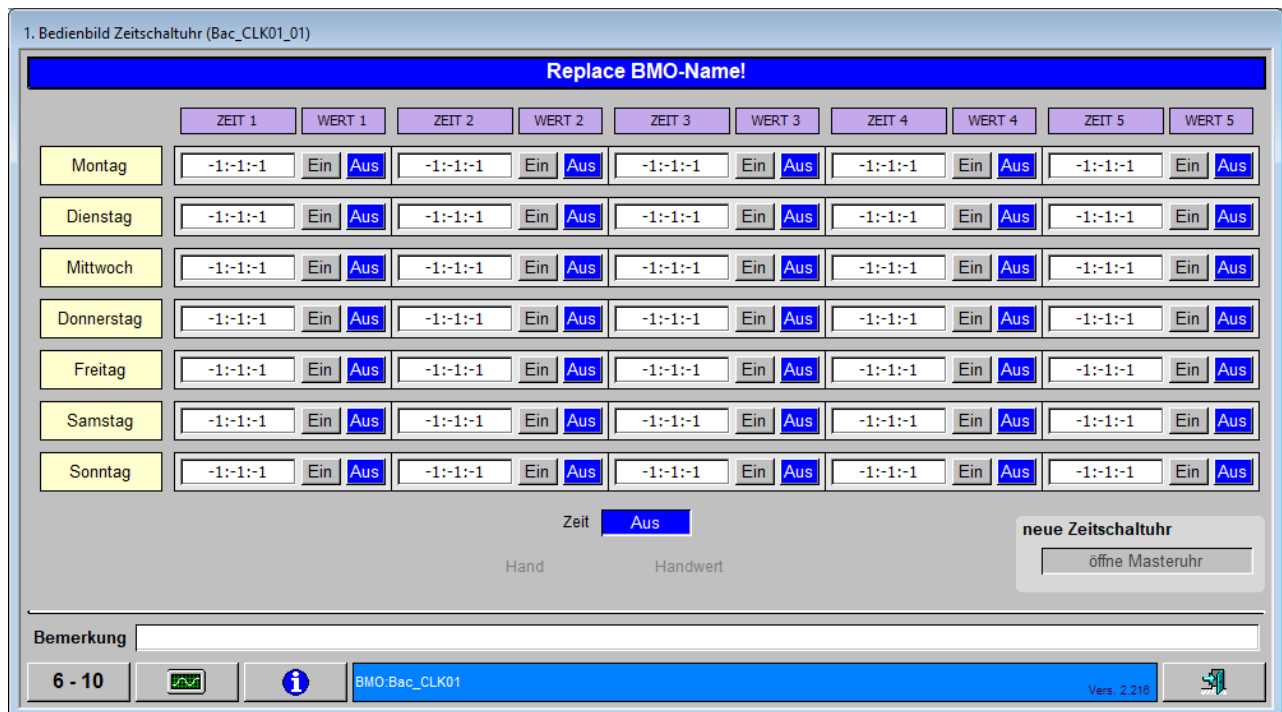 1. Bedienbild Zeitschaltuhr (Bac_CLK01_01)
Replace BMO-Name!
ZEIT 1 WERT 1 ZEIT 2 WERT 2 ZEIT 3 WERT 3 ZEIT 4 WERT 4 ZEIT 5 WERT 5
Montag -1:-1:-1 Ein Aus -1:-1:-1 Ein Aus -1:-1:-1 Ein Aus -1:-1:-1 Ein Aus -1:-1:-1 Ein Aus
Dienstag -1:-1:-1 Ein Aus -1:-1:-1 Ein Aus -1:-1:-1 Ein Aus -1:-1:-1 Ein Aus -1:-1:-1 Ein Aus
Mittwoch -1:-1:-1 Ein Aus -1:-1:-1 Ein Aus -1:-1:-1 Ein Aus -1:-1:-1 Ein Aus -1:-1:-1 Ein Aus
Donnerstag -1:-1:-1 Ein Aus -1:-1:-1 Ein Aus -1:-1:-1 Ein Aus -1:-1:-1 Ein Aus -1:-1:-1 Ein Aus
Freitag -1:-1:-1 Ein Aus -1:-1:-1 Ein Aus -1:-1:-1 Ein Aus -1:-1:-1 Ein Aus -1:-1:-1 Ein Aus
Samstag -1:-1:-1 Ein Aus -1:-1:-1 Ein Aus -1:-1:-1 Ein Aus -1:-1:-1 Ein Aus -1:-1:-1 Ein Aus
Sonntag -1:-1:-1 Ein Aus -1:-1:-1 Ein Aus -1:-1:-1 Ein Aus -1:-1:-1 Ein Aus -1:-1:-1 Ein Aus
Zeit Aus
neue Zeitschaltuhr
Hand Handwert öffne Masteruhr
Bemerkung
6 - 10 BMO:Bac_CLK01 Vers. 2.216